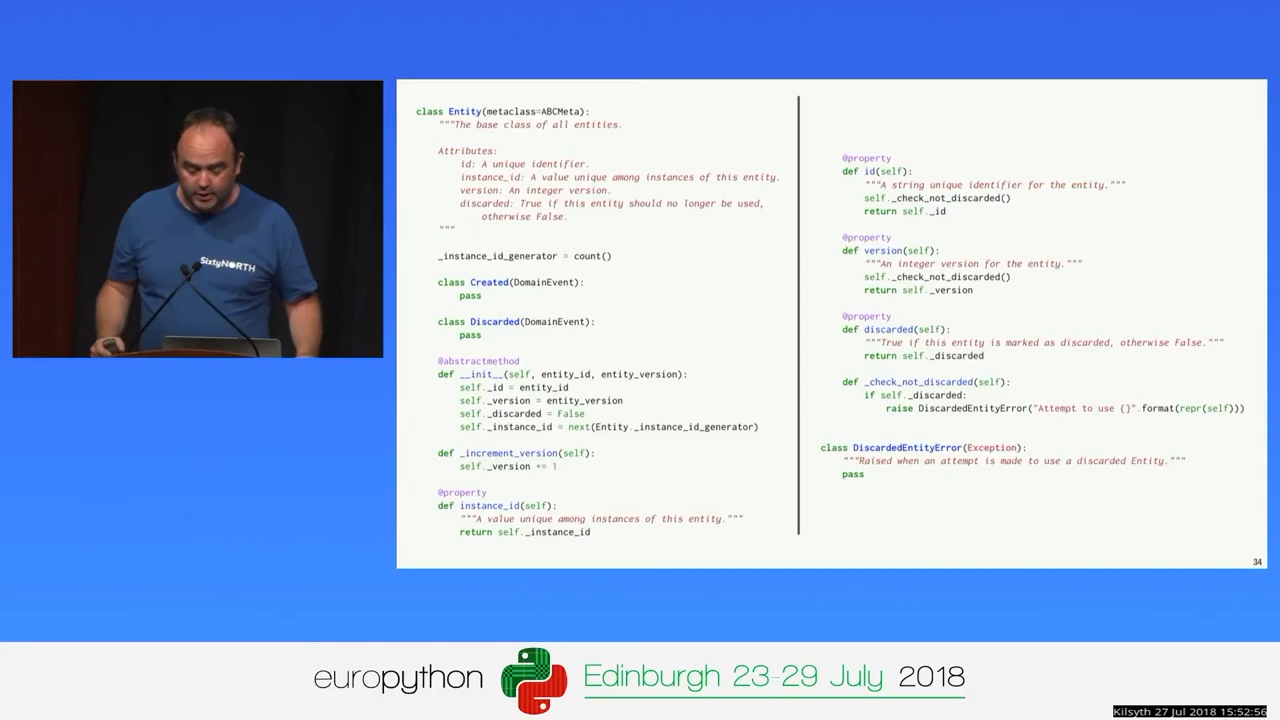 SixtyNORTH
class Entity(metaclass=ABCMeta):
"""The base class of all entities.
Attributes:
id: A unique identifier.
instance_id: A value unique among instances of this entity.
version: An integer version.
discarded: True if this entity should no longer be used,
otherwise False.
"""
_instance_id_generator = count()
class Created(DomainEvent):
pass
class Discarded(DomainEvent):
pass
@abstractmethod
def __init__(self, entity_id, entity_version):
self._id = entity_id
self._version = entity_version
self._discarded = False
self._instance_id = next(Entity._instance_id_generator)
def _increment_version(self):
self._version += 1
@property
def instance_id(self):
"""A value unique among instances of this entity."""
return self._instance_id
@property
def id(self):
"""A string unique identifier for the entity."""
self._check_not_discarded()
return self._id
@property
def version(self):
"""An integer version for the entity."""
self._check_not_discarded()
return self._version
@property
def discarded(self):
"""True if this entity is marked as discarded, otherwise False."""
return self._discarded
def _check_not_discarded(self):
if self._discarded:
raise DiscardedEntityError("Attempt to use {}".format(repr(self)))
class DiscardedEntityError(Exception):
"""Raised when an attempt is made to use a discarded Entity."""
pass
34
europython Edinburgh 23-29 July 2018
Kilsyth 27 Jul 2018 15:52:56